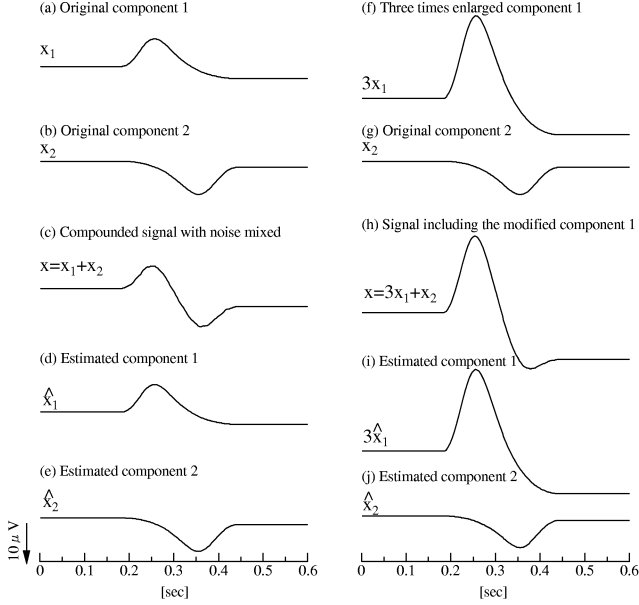 (a) Original component 1
x1
(b) Original component 2
x2
(c) Compounded signal with noise mixed
x=x1+x2
(d) Estimated component 1
x̂1
(e) Estimated component 2
x̂2
10 μ V
0 0.1 0.2 0.3 0.4 0.5 0.6
[sec]
(f) Three times enlarged component 1
3x1
(g) Original component 2
x2
(h) Signal including the modified component 1
x=3x1+x2
(i) Estimated component 1
3x̂1
(j) Estimated component 2
x̂2
0 0.1 0.2 0.3 0.4 0.5 0.6
[sec]